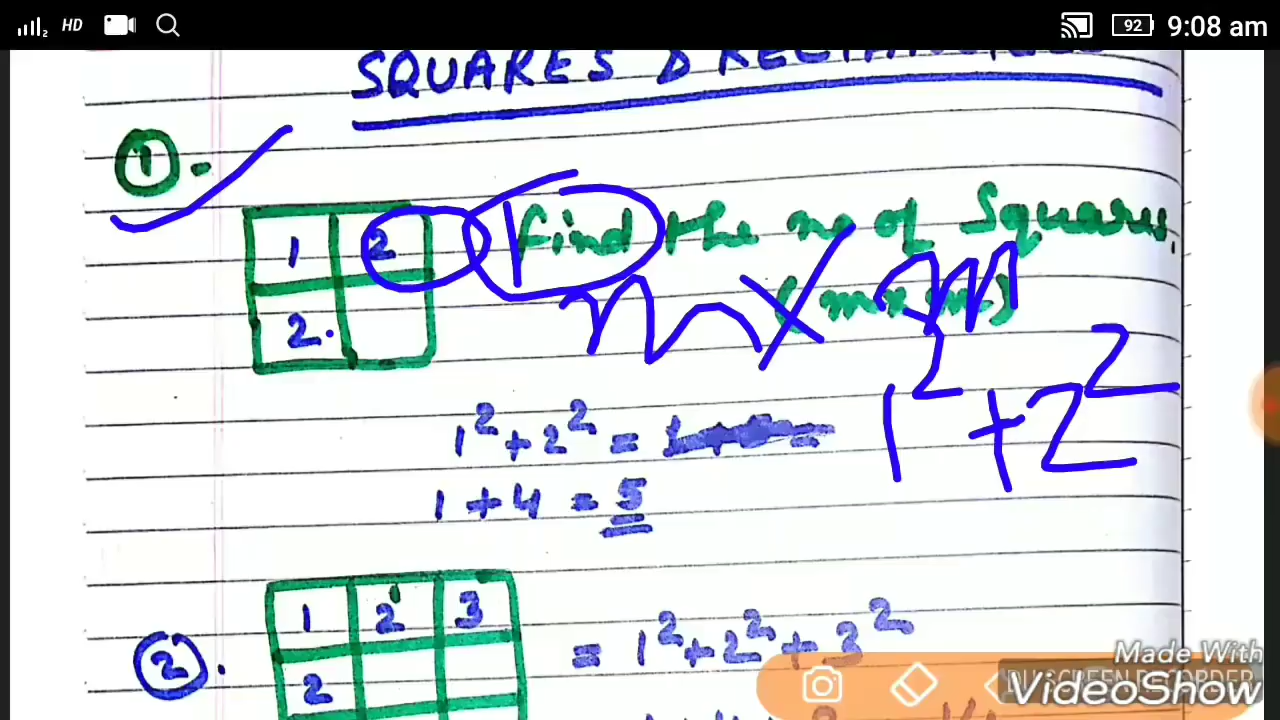 HD 92 9:08 am
SQUARES
① .
1 2 find the no of Squares.
(m×m)
m × m
2.
1² + 2²
1² + 2² =
1 + 4 = 5
1 2 3 = 1² + 2² + 3²
② .
2
Made With
VideoShow